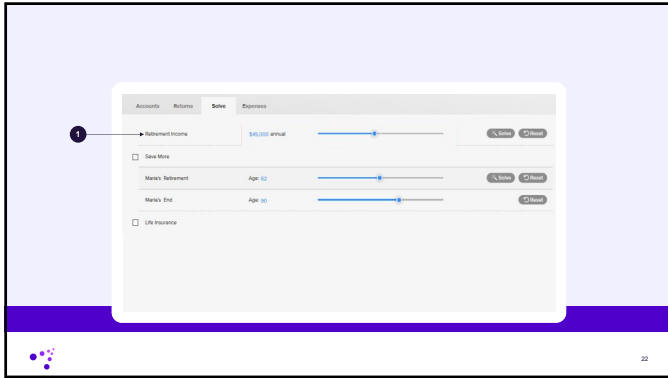 Accounts Returns Solve Expenses
1 Retirement Income $45,000 annual Solve Reset
Save More
Maria's Retirement Age: 62 Solve Reset
Maria's End Age: 90 Reset
Life Insurance
22